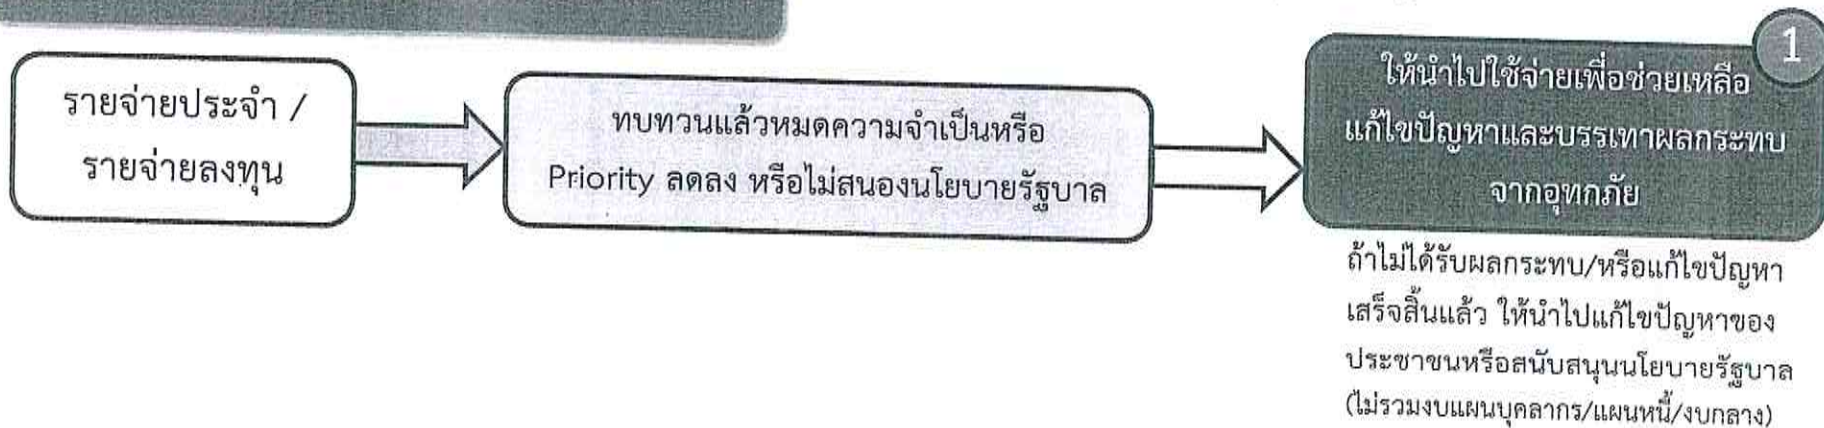 รายจ่ายประจำ /
รายจ่ายลงทุน
ทบทวนแล้วหมดความจำเป็นหรือ
Priority ลดลง หรือไม่สนองนโยบายรัฐบาล
1
ให้นำไปใช้จ่ายเพื่อช่วยเหลือ
แก้ไขปัญหาและบรรเทาผลกระทบ
จากอุทกภัย
ถ้าไม่ได้รับผลกระทบ/หรือแก้ไขปัญหา
เสร็จสิ้นแล้ว ให้นำไปแก้ไขปัญหาของ
ประชาชนหรือสนับสนุนนโยบายรัฐบาล
(ไม่รวมงบแผนบุคลากร/แผนหนี้/งบกลาง)